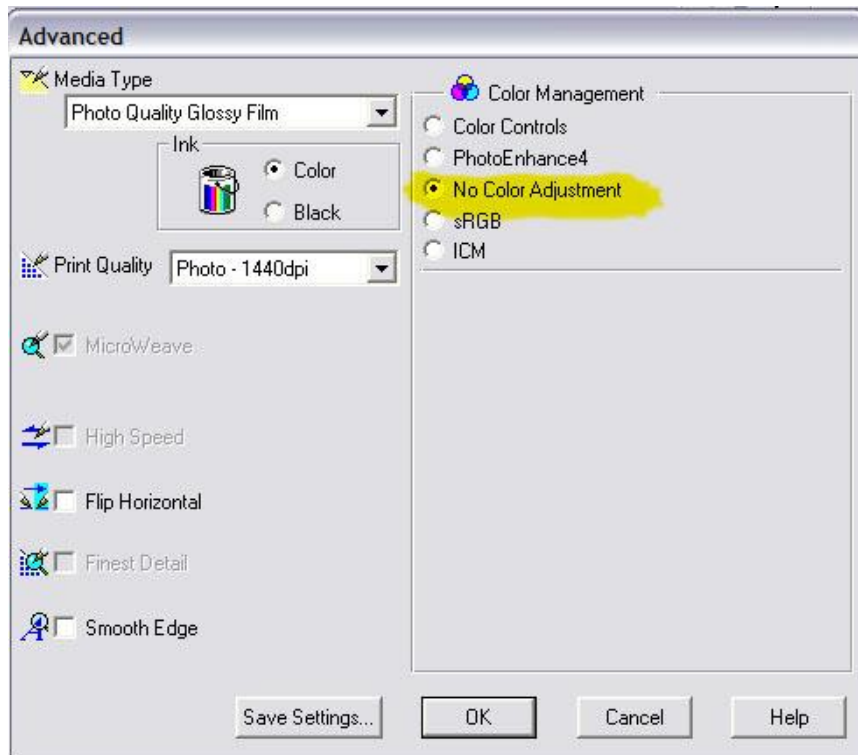 Advanced
Media Type
Photo Quality Glossy Film
Ink
Color
Black
Print Quality
Photo - 1440dpi
MicroWeave
High Speed
Flip Horizontal
Finest Detail
Smooth Edge
Color Management
Color Controls
PhotoEnhance4
No Color Adjustment
sRGB
ICM
Save Settings...
OK
Cancel
Help